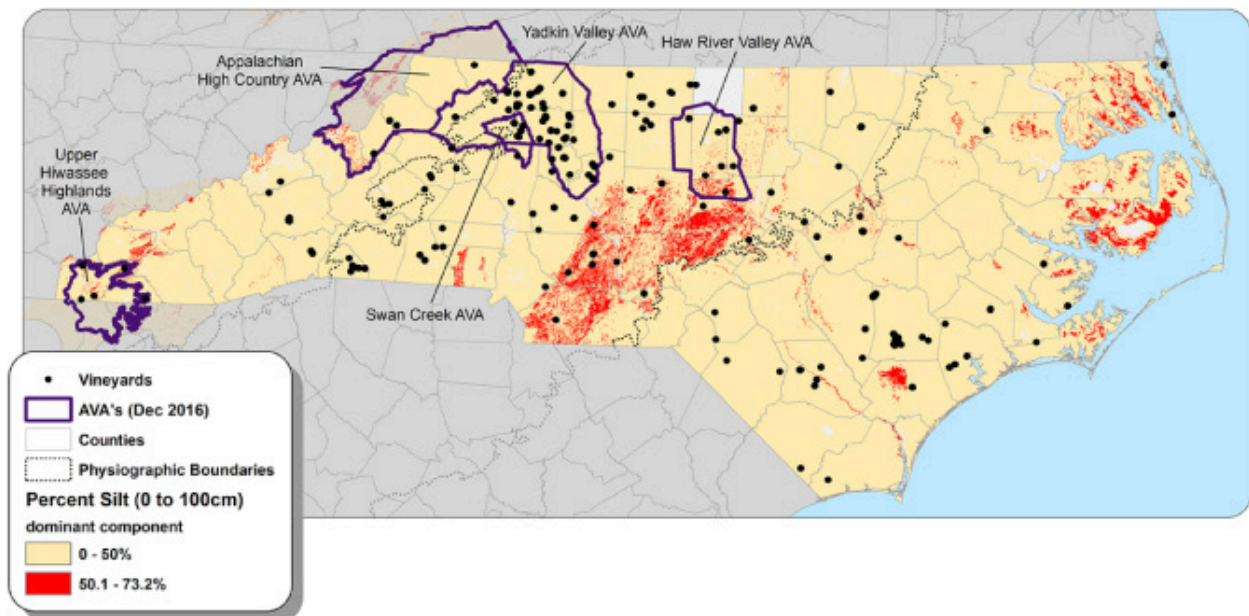 Yadkin Valley AVA
Haw River Valley AVA
Appalachian
High Country AVA
Upper
Hiwassee
Highlands
AVA
Swan Creek AVA
Vineyards
AVA's (Dec 2016)
Counties
Physiographic Boundaries
Percent Silt (0 to 100cm)
dominant component
0 - 50%
50.1 - 73.2%